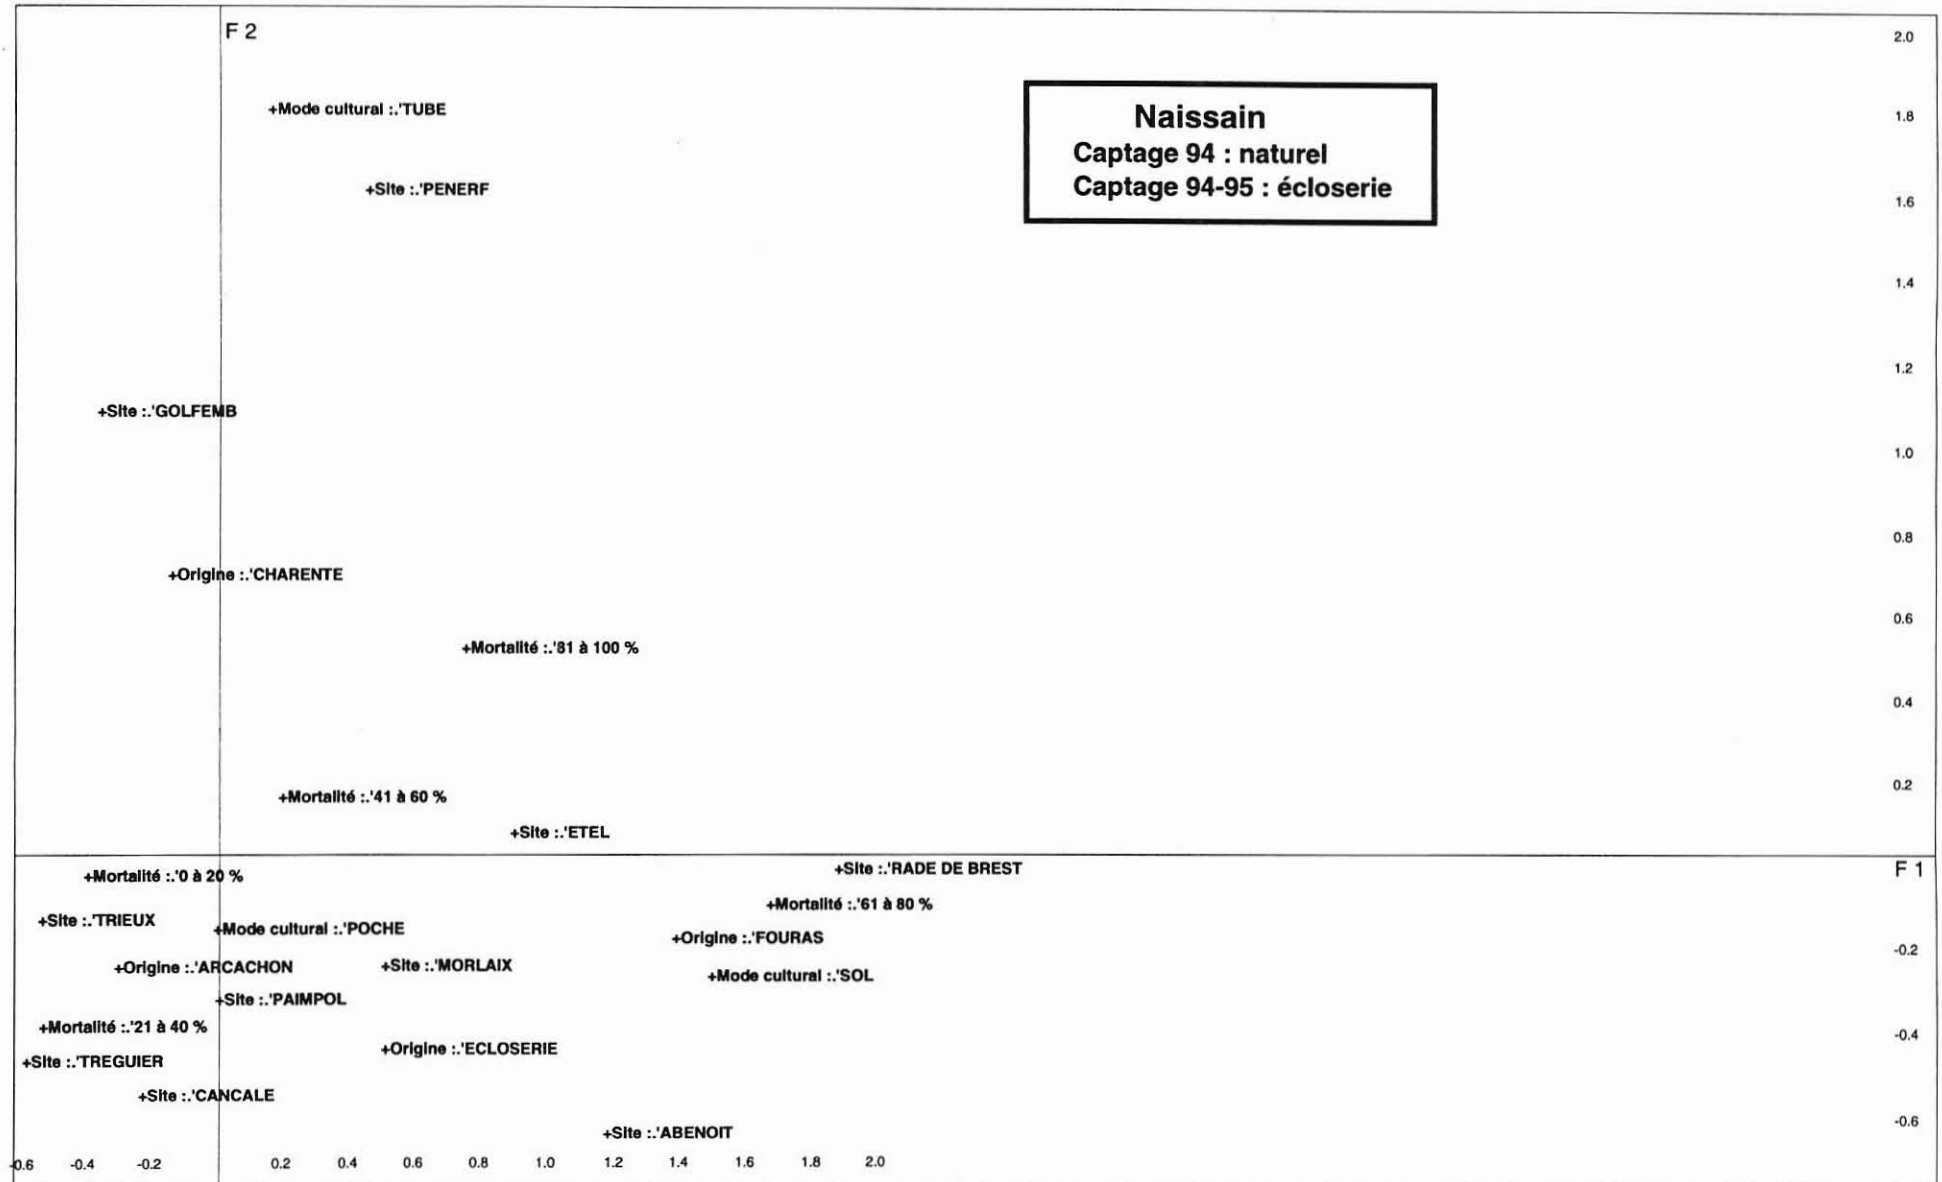 F 2
2.0
+Mode cultural :.'TUBE
Naissain
1.8
Captage 94 : naturel
+Site :.'PENERF
Captage 94-95 : écloserie
1.6
1.4
1.2
+Site :.'GOLFEMB
1.0
0.8
+Origine :.'CHARENTE
0.6
+Mortalité :.'81 à 100 %
0.4
0.2
+Mortalité :.'41 à 60 %
+Site :.'ETEL
+Site :.'RADE DE BREST
F 1
+Mortalité :.'0 à 20 %
+Mortalité :.'61 à 80 %
+Site :.'TRIEUX
+Mode cultural :.'POCHE
+Origine :.'FOURAS
-0.2
+Origine :.'ARCACHON
+Site :.'MORLAIX
+Mode cultural :.'SOL
+Site :.'PAIMPOL
+Mortalité :.'21 à 40 %
-0.4
+Origine :.'ECLOSERIE
+Site :.'TREGUIER
+Site :.'CANCALE
-0.6
+Site :.'ABENOIT
-0.6 -0.4 -0.2 0.2 0.4 0.6 0.8 1.0 1.2 1.4 1.6 1.8 2.0